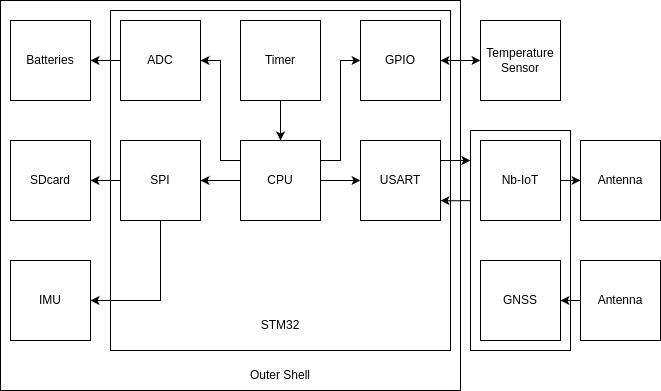 Batteries
ADC
Timer
GPIO
Temperature
Sensor
SDcard
SPI
CPU
USART
Nb-IoT
Antenna
IMU
GNSS
Antenna
STM32
Outer Shell